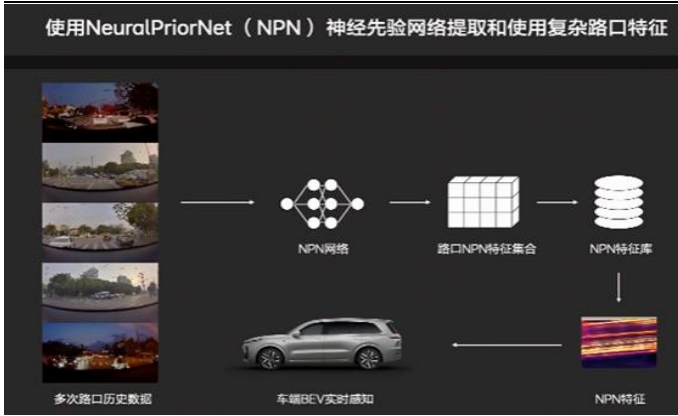 使用NeuralPriorNet（NPN）神经先验网络提取和使用复杂路口特征
NPN网络
路口NPN特征集合
NPN特征库
多次路口历史数据
车端BEV实时感知
NPN特征